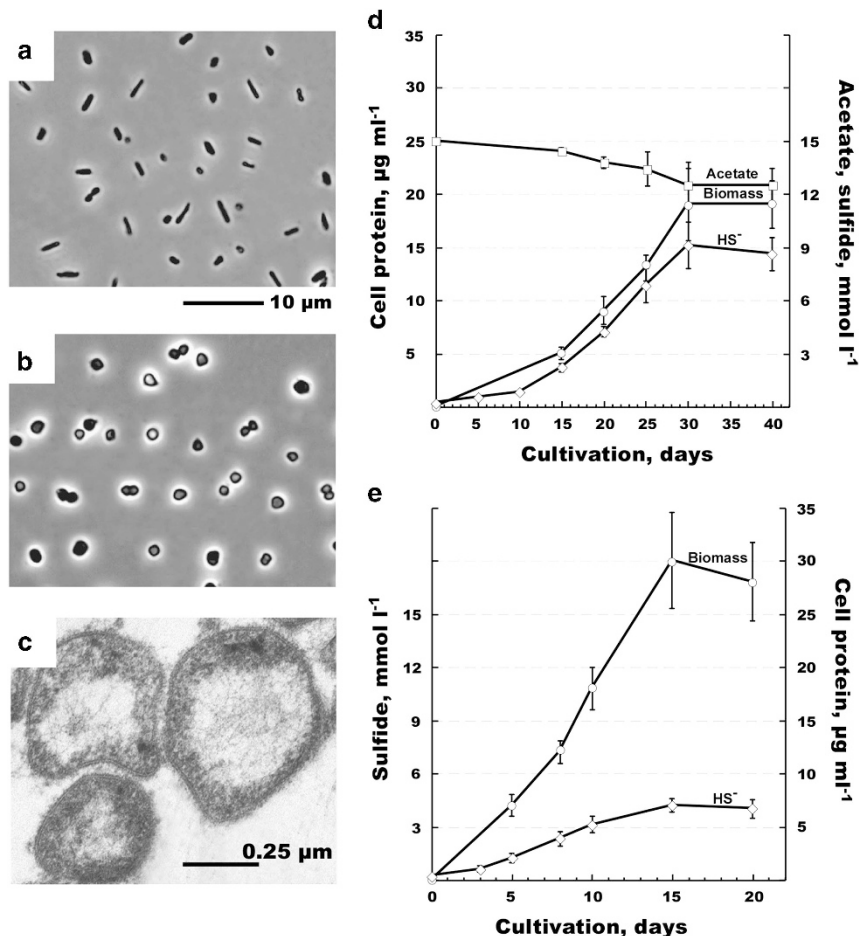 a
10 µm
b
c
0.25 µm
d
Cell protein, µg ml⁻¹
35
30
25
20
15
10
5
Acetate
Biomass
HS⁻
15
12
9
6
3
Acetate, sulfide, mmol l⁻¹
0 5 10 15 20 25 30 35 40
Cultivation, days
e
Sulfide, mmol l⁻¹
15
12
9
6
3
Biomass
HS⁻
35
30
25
20
15
10
5
Cell protein, µg ml⁻¹
0 5 10 15 20
Cultivation, days